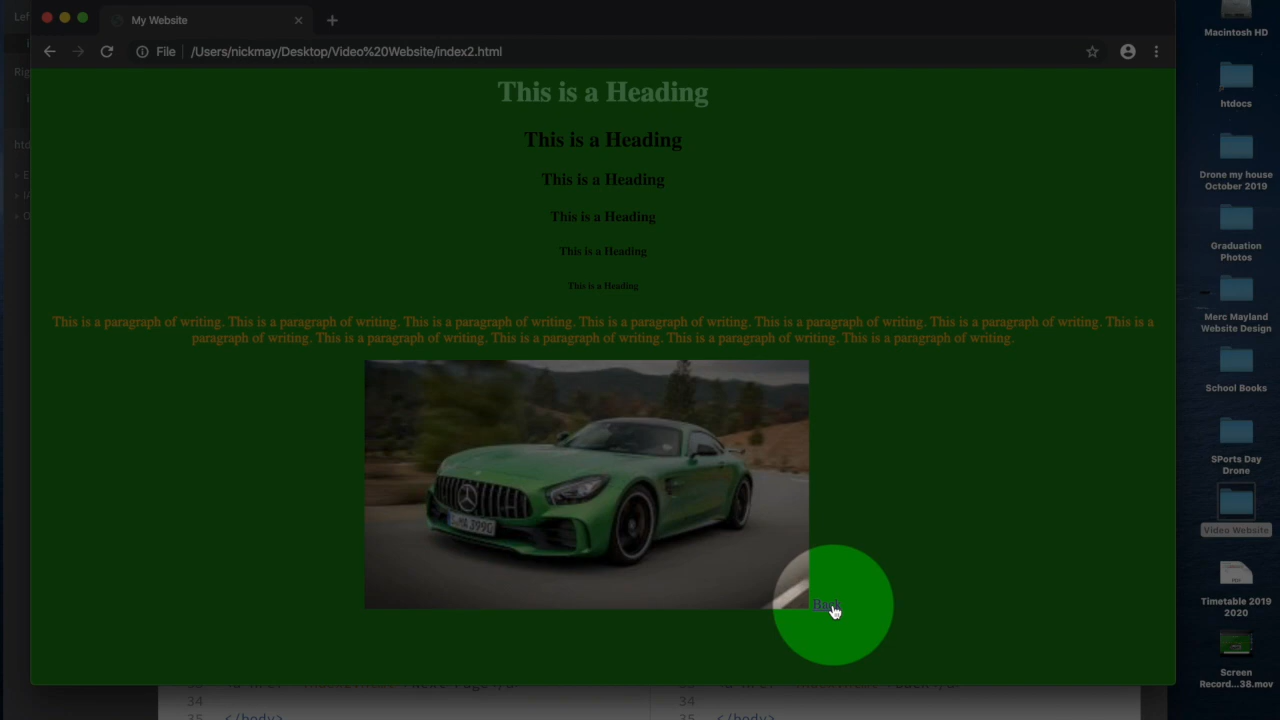 Left
My Website
File
/Users/nickmay/Desktop/Video%20Website/index2.html
This is a Heading
This is a Heading
This is a Heading
This is a Heading
This is a Heading
This is a Heading
This is a paragraph of writing. This is a paragraph of writing. This is a paragraph of writing. This is a paragraph of writing. This is a paragraph of writing. This is a paragraph of writing. This is a
paragraph of writing. This is a paragraph of writing. This is a paragraph of writing. This is a paragraph of writing. This is a paragraph of writing.
Back
Macintosh HD
htdocs
Drone my house
October 2019
Graduation
Photos
Merc Mayland
Website Design
School Books
SPorts Day
Drone
Video Website
Timetable 2019
2020
Screen
Record...38.mov
34
35 </body>